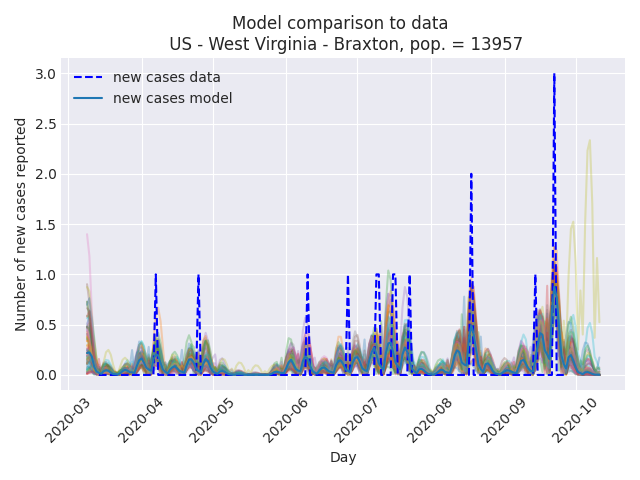 Model comparison to data
US - West Virginia - Braxton, pop. = 13957
new cases data
new cases model
Number of new cases reported
3.0
2.5
2.0
1.5
1.0
0.5
0.0
2020-03
2020-04
2020-05
2020-06
2020-07
2020-08
2020-09
2020-10
Day